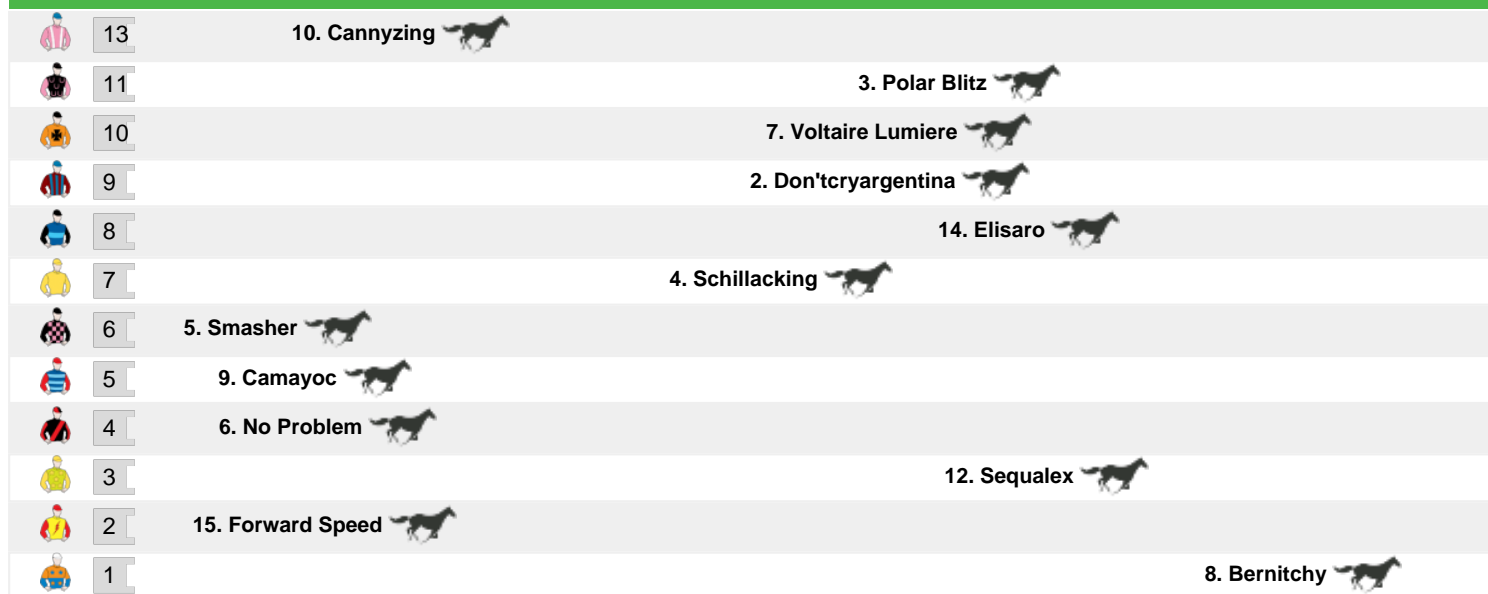 13 10. Cannyzing
11 3. Polar Blitz
10 7. Voltaire Lumiere
9 2. Don'tcryargentina
8 14. Elisaro
7 4. Schillacking
6 5. Smasher
5 9. Camayoc
4 6. No Problem
3 12. Sequalex
2 15. Forward Speed
1 8. Bernitchy